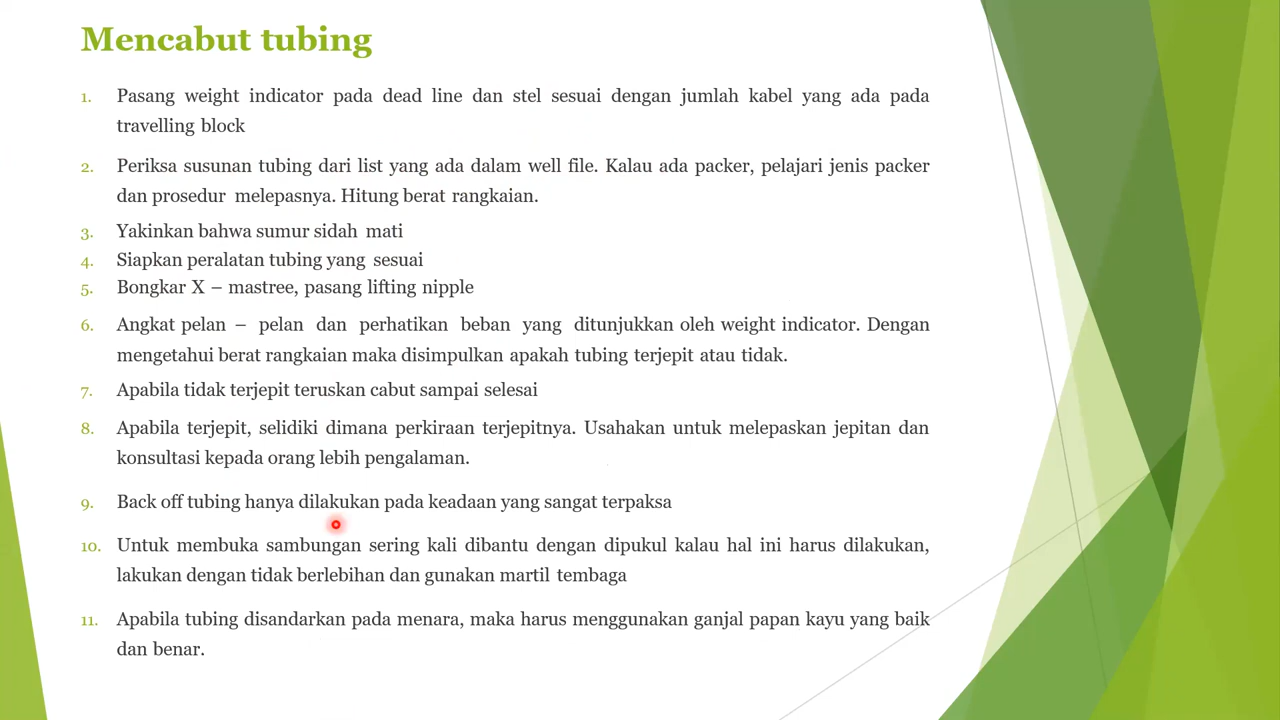 Mencabut tubing
1. Pasang weight indicator pada dead line dan stel sesuai dengan jumlah kabel yang ada pada
travelling block
2. Periksa susunan tubing dari list yang ada dalam well file. Kalau ada packer, pelajari jenis packer
dan prosedur melepasnya. Hitung berat rangkaian.
3. Yakinkan bahwa sumur sidah mati
4. Siapkan peralatan tubing yang sesuai
5. Bongkar X – mastree, pasang lifting nipple
6. Angkat pelan – pelan dan perhatikan beban yang ditunjukkan oleh weight indicator. Dengan
mengetahui berat rangkaian maka disimpulkan apakah tubing terjepit atau tidak.
7. Apabila tidak terjepit teruskan cabut sampai selesai
8. Apabila terjepit, selidiki dimana perkiraan terjepitnya. Usahakan untuk melepaskan jepitan dan
konsultasi kepada orang lebih pengalaman.
9. Back off tubing hanya dilakukan pada keadaan yang sangat terpaksa
10. Untuk membuka sambungan sering kali dibantu dengan dipukul kalau hal ini harus dilakukan,
lakukan dengan tidak berlebihan dan gunakan martil tembaga
11. Apabila tubing disandarkan pada menara, maka harus menggunakan ganjal papan kayu yang baik
dan benar.